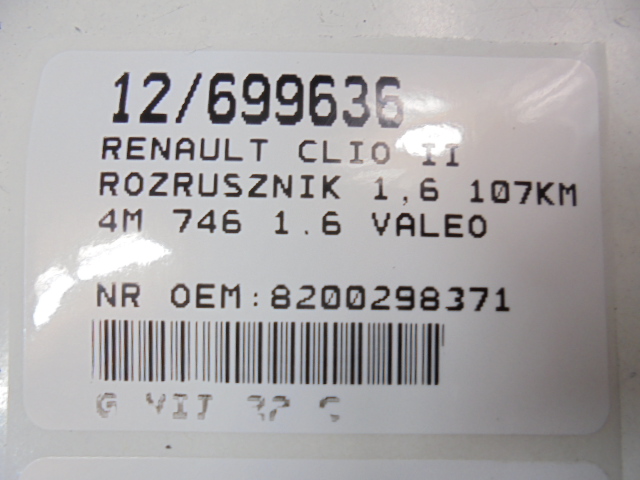 12/699636
RENAULT CLIO II
ROZRUSZNIK 1,6 107KM
4M 746 1.6 VALEO
NR OEM:8200298371